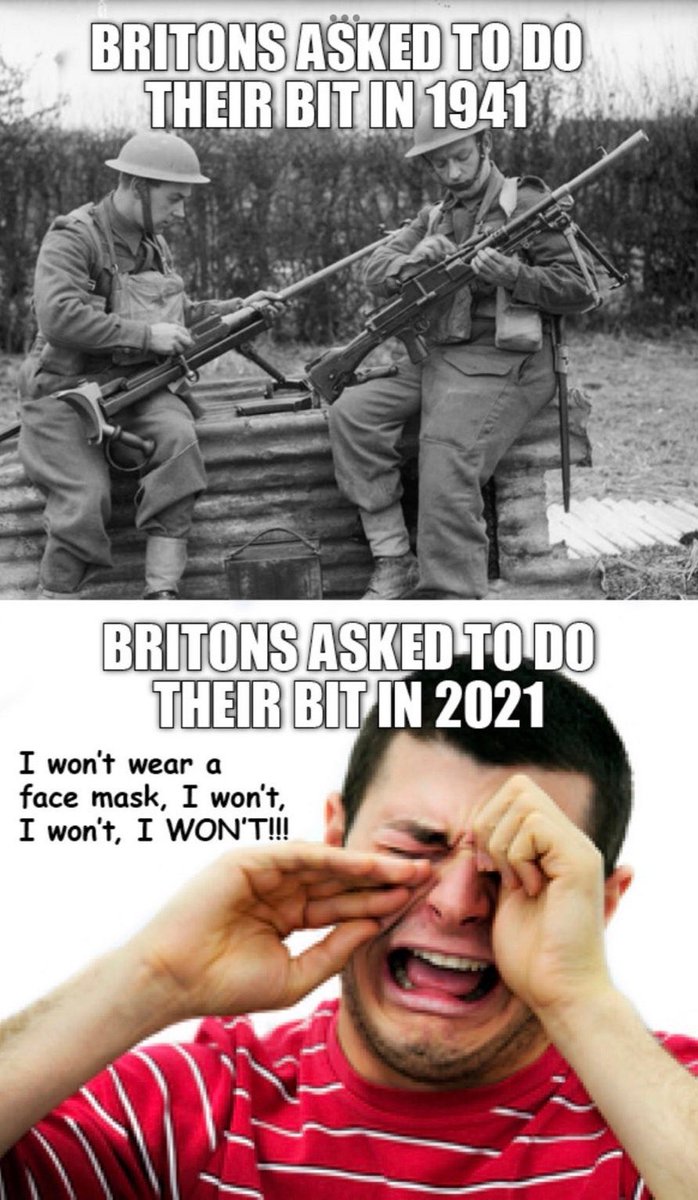 BRITONS ASKED TO DO
THEIR BIT IN 1941
BRITONS ASKED TO DO
THEIR BIT IN 2021
I won't wear a
face mask, I won't,
I won't, I WON'T!!!